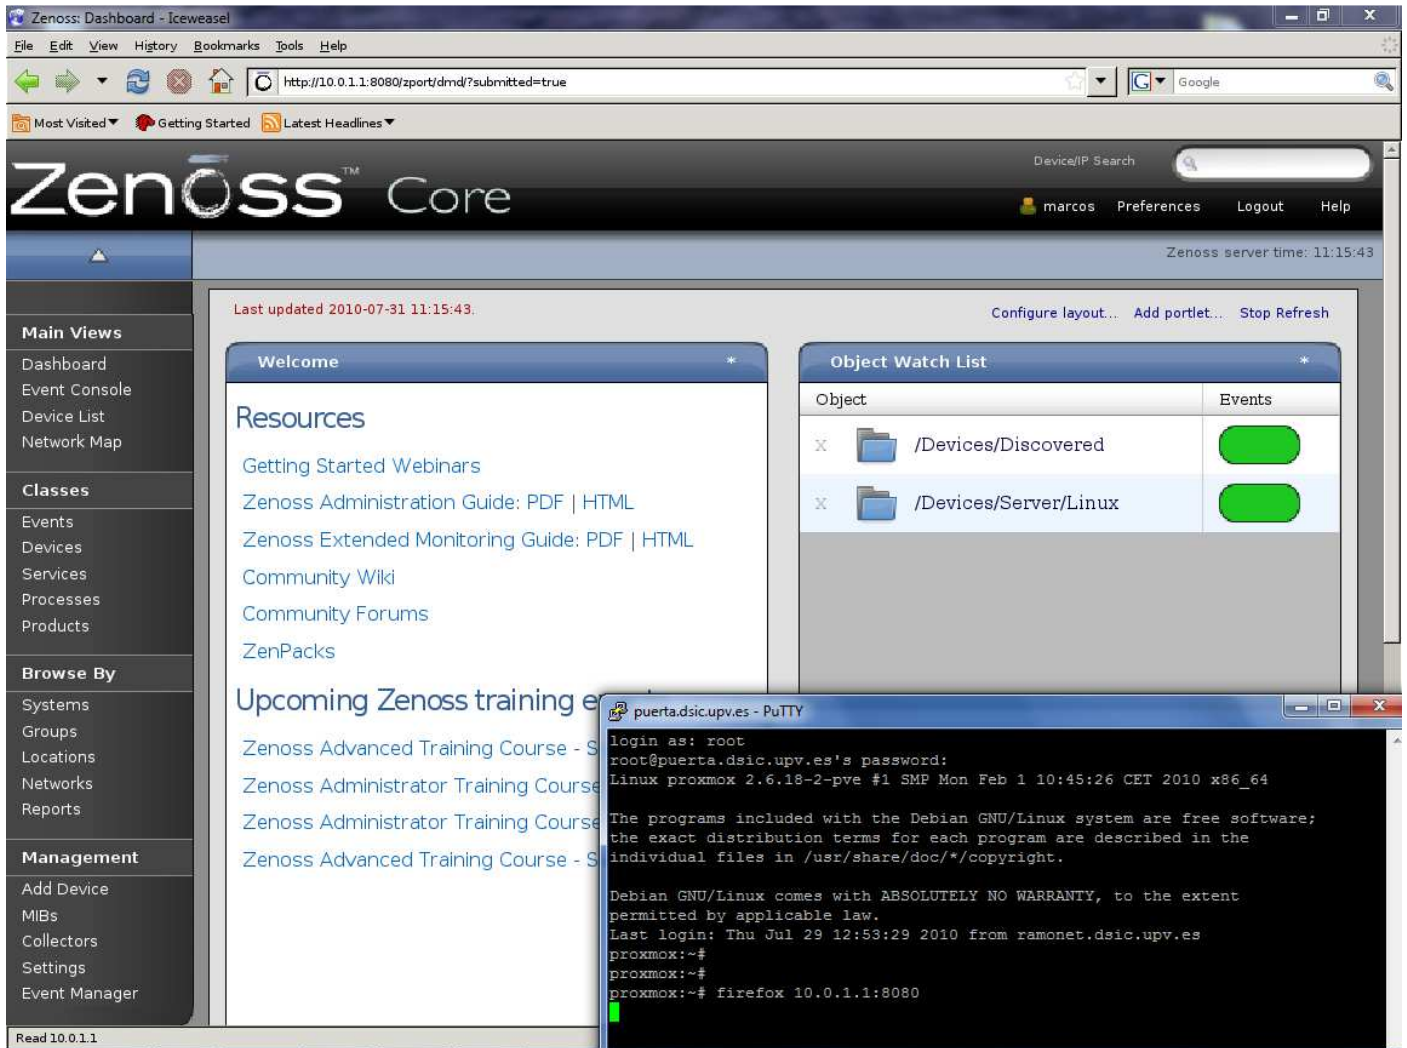 Zenoss: Dashboard - Iceweasel
File Edit View History Bookmarks Tools Help
http://10.0.1.1:8080/zport/dmd/?submitted=true
G Google
Most Visited Getting Started Latest Headlines
Zenoss™ Core
Device/IP Search
marcos Preferences Logout Help
Zenoss server time: 11:15:43
Main Views
Dashboard
Event Console
Device List
Network Map
Classes
Events
Devices
Services
Processes
Products
Browse By
Systems
Groups
Locations
Networks
Reports
Management
Add Device
MIBs
Collectors
Settings
Event Manager
Last updated 2010-07-31 11:15:43.
Configure layout... Add portlet... Stop Refresh
Welcome *
Resources
Getting Started Webinars
Zenoss Administration Guide: PDF | HTML
Zenoss Extended Monitoring Guide: PDF | HTML
Community Wiki
Community Forums
ZenPacks
Upcoming Zenoss training
Zenoss Advanced Training Course - S
Zenoss Administrator Training Course
Zenoss Administrator Training Course
Zenoss Advanced Training Course - S
Object Watch List *
Object Events
x /Devices/Discovered
x /Devices/Server/Linux
puerta.dsic.upv.es - PuTTY
login as: root
root@puerta.dsic.upv.es's password:
Linux proxmox 2.6.18-2-pve #1 SMP Mon Feb 1 10:45:26 CET 2010 x86_64
The programs included with the Debian GNU/Linux system are free software;
the exact distribution terms for each program are described in the
individual files in /usr/share/doc/*/copyright.
Debian GNU/Linux comes with ABSOLUTELY NO WARRANTY, to the extent
permitted by applicable law.
Last login: Thu Jul 29 12:53:29 2010 from ramonet.dsic.upv.es
proxmox:~#
proxmox:~#
proxmox:~# firefox 10.0.1.1:8080
Read 10.0.1.1